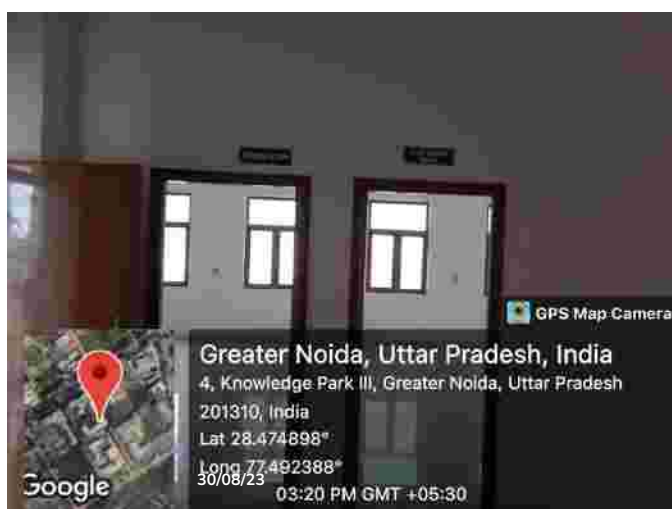 GPS Map Camera
Greater Noida, Uttar Pradesh, India
4, Knowledge Park III, Greater Noida, Uttar Pradesh
201310, India
Lat 28.474898°
Long 77.492388°
30/08/23
03:20 PM GMT +05:30
Google